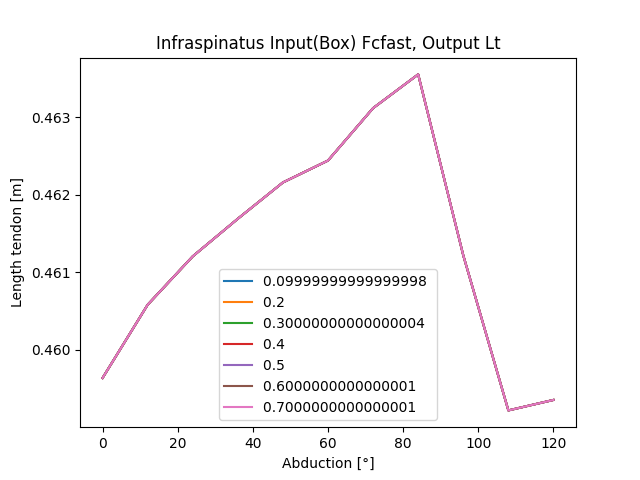 Infraspinatus Input(Box) Fcfast, Output Lt
Length tendon [m]
0.463
0.462
0.461
0.460
0.09999999999999998
0.2
0.30000000000000004
0.4
0.5
0.6000000000000001
0.7000000000000001
0 20 40 60 80 100 120
Abduction [°]